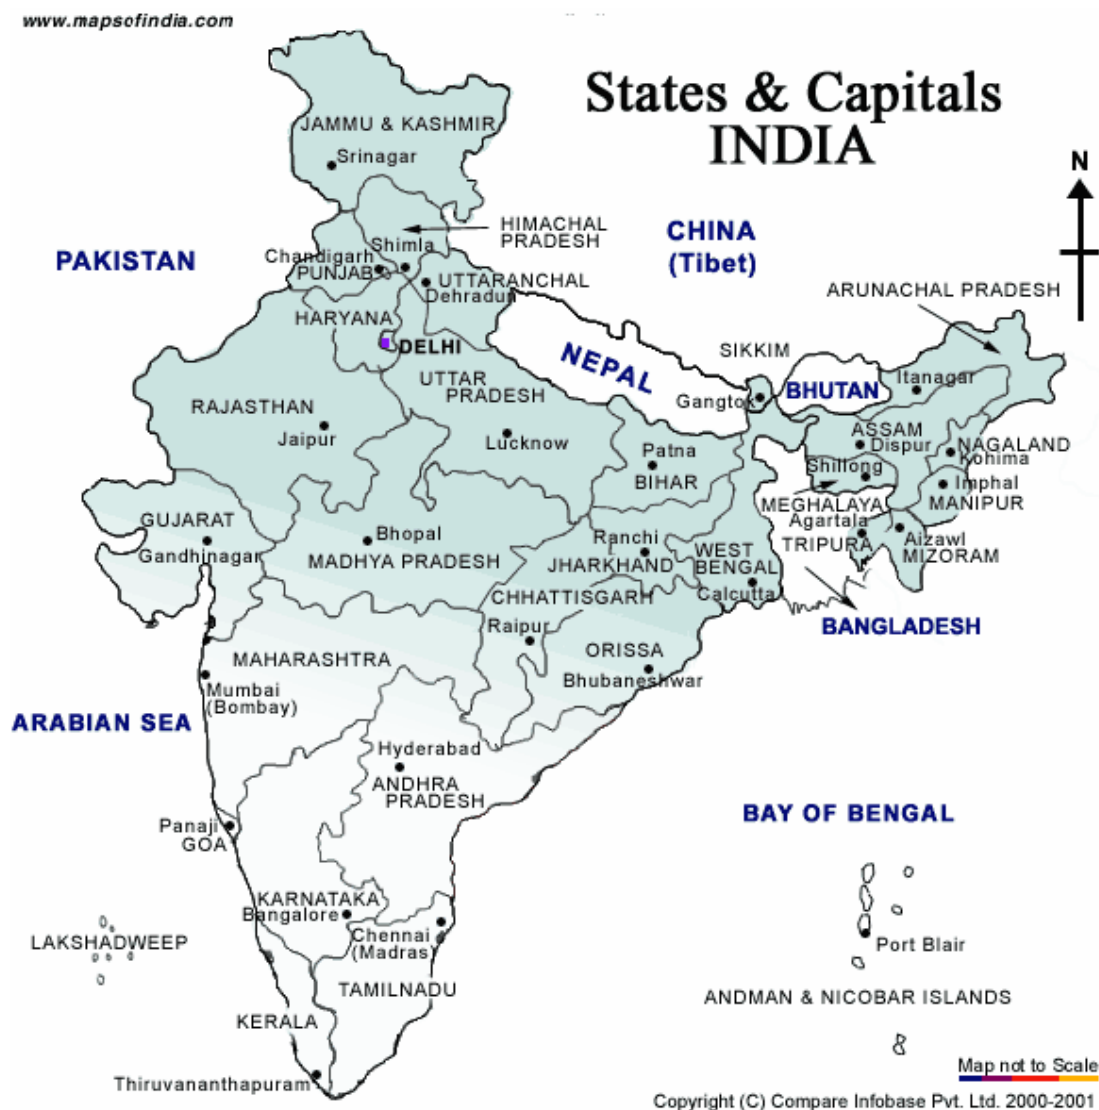 www.mapsofindia.com
States & Capitals
INDIA
N
JAMMU & KASHMIR
Srinagar
HIMACHAL
PRADESH
CHINA
(Tibet)
PAKISTAN
Shimla
Chandigarh
PUNJAB
UTTARANCHAL
Dehradun
ARUNACHAL PRADESH
HARYANA
DELHI
NEPAL
SIKKIM
BHUTAN
Itanagar
UTTAR
PRADESH
Gangtok
RAJASTHAN
Jaipur
Lucknow
ASSAM
Dispur
NAGALAND
Kohima
Patna
BIHAR
Shillong
Imphal
MANIPUR
MEGHALAYA
Agartala
TRIPURA
Aizawl
MIZORAM
GUJARAT
Gandhinagar
Bhopal
MADHYA PRADESH
Ranchi
JHARKHAND
WEST
BENGAL
Calcutta
CHHATTISGARH
Raipur
BANGLADESH
ORISSA
Bhubaneshwar
MAHARASHTRA
Mumbai
(Bombay)
ARABIAN SEA
Hyderabad
ANDHRA
PRADESH
BAY OF BENGAL
Panaji
GOA
KARNATAKA
Bangalore
Chennai
(Madras)
LAKSHADWEEP
Port Blair
TAMILNADU
ANDMAN & NICOBAR ISLANDS
KERALA
Thiruvananthapuram
Map not to Scale
Copyright (C) Compare Infobase Pvt. Ltd. 2000-2001